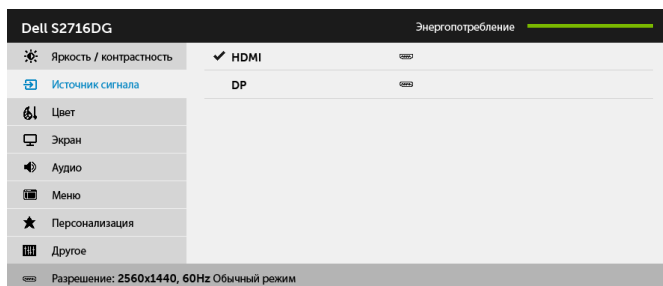 Dell S2716DG
Энергопотребление
Яркость / контрастность
HDMI
Источник сигнала
DP
Цвет
Экран
Аудио
Меню
Персонализация
Другое
Разрешение: 2560x1440, 60Hz Обычный режим